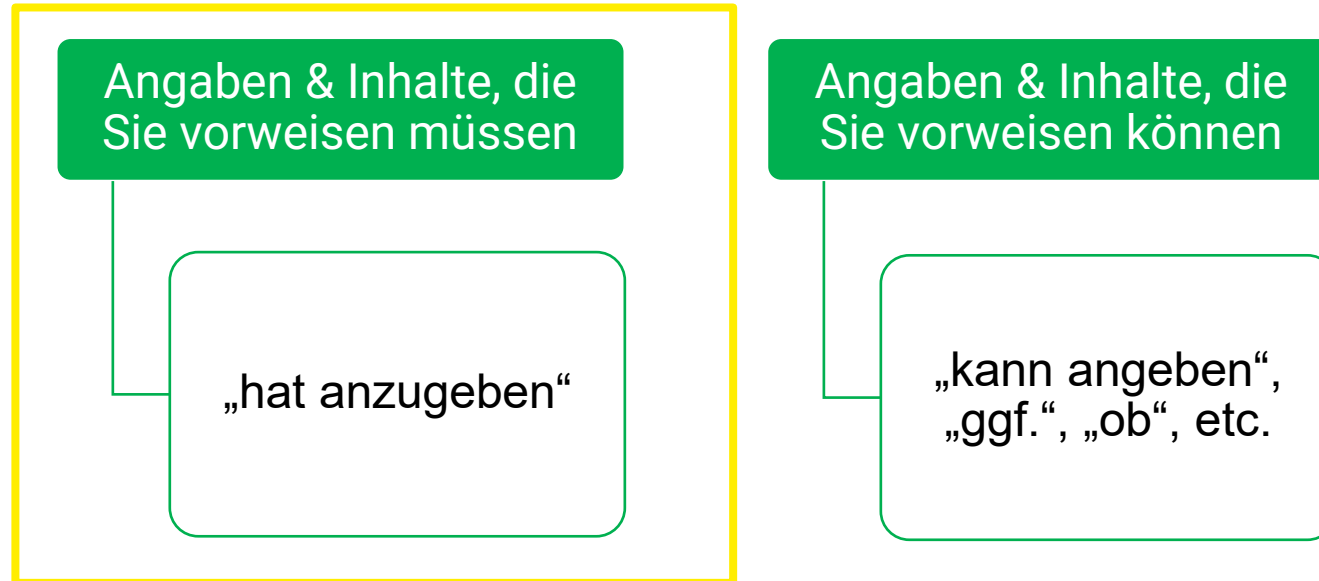 Angaben & Inhalte, die
Sie vorweisen müssen
„hat anzugeben“
Angaben & Inhalte, die
Sie vorweisen können
„kann angeben“,
„ggf.“, „ob“, etc.